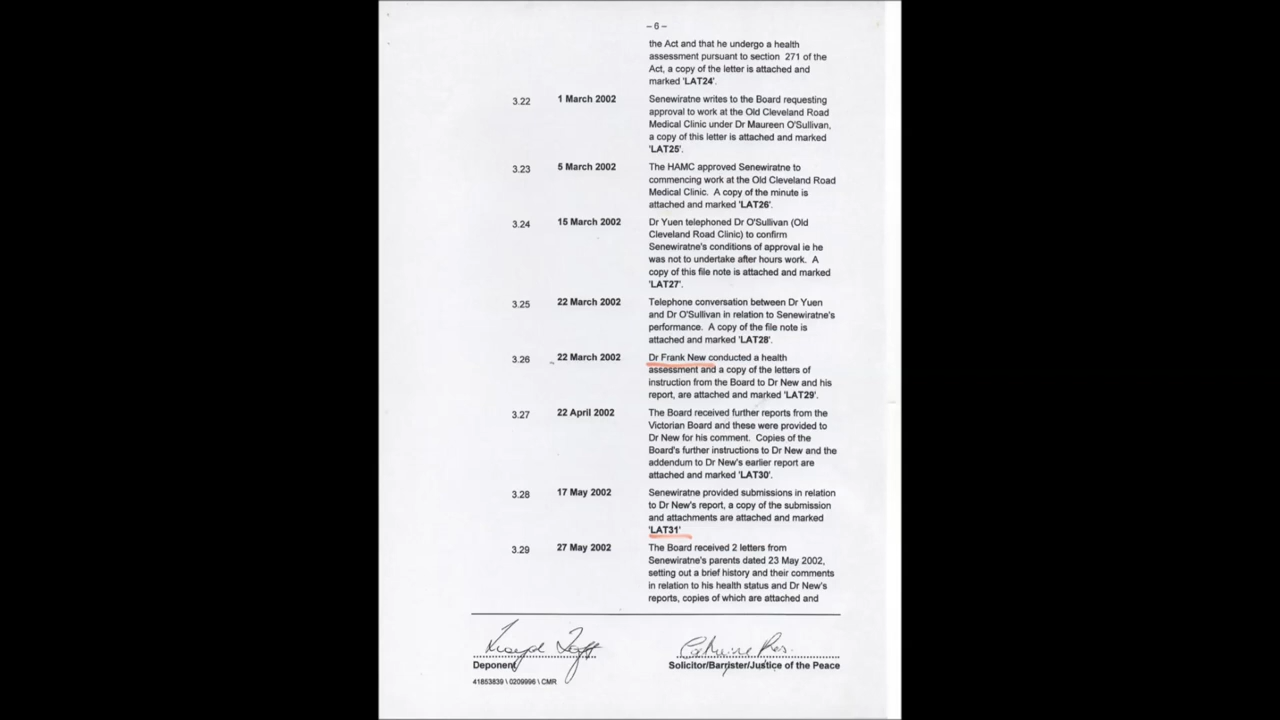 – 6 –
the Act and that he undergo a health
assessment pursuant to section 271 of the
Act, a copy of the letter is attached and
marked 'LAT24'.
3.22 1 March 2002 Senewiratne writes to the Board requesting
approval to work at the Old Cleveland Road
Medical Clinic under Dr Maureen O'Sullivan,
a copy of this letter is attached and marked
'LAT25'.
3.23 5 March 2002 The HAMC approved Senewiratne to
commencing work at the Old Cleveland Road
Medical Clinic. A copy of the minute is
attached and marked 'LAT26'.
3.24 15 March 2002 Dr Yuen telephoned Dr O'Sullivan (Old
Cleveland Road Clinic) to confirm
Senewiratne's conditions of approval ie he
was not to undertake after hours work. A
copy of this file note is attached and marked
'LAT27'.
3.25 22 March 2002 Telephone conversation between Dr Yuen
and Dr O'Sullivan in relation to Senewiratne's
performance. A copy of the file note is
attached and marked 'LAT28'.
3.26 22 March 2002 Dr Frank New conducted a health
assessment and a copy of the letters of
instruction from the Board to Dr New and his
report, are attached and marked 'LAT29'.
3.27 22 April 2002 The Board received further reports from the
Victorian Board and these were provided to
Dr New for his comment. Copies of the
Board's further instructions to Dr New and the
addendum to Dr New's earlier report are
attached and marked 'LAT30'.
3.28 17 May 2002 Senewiratne provided submissions in relation
to Dr New's report, a copy of the submission
and attachments are attached and marked
'LAT31'
3.29 27 May 2002 The Board received 2 letters from
Senewiratne's parents dated 23 May 2002,
setting out a brief history and their comments
in relation to his health status and Dr New's
reports, copies of which are attached and
Deponent Solicitor/Barrister/Justice of the Peace
41853839 \ 0209996 \ CMR